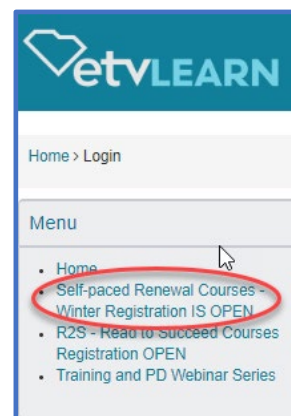 etvLEARN
Home > Login
Menu
Home
Self-paced Renewal Courses -
Winter Registration IS OPEN
R2S - Read to Succeed Courses
Registration OPEN
Training and PD Webinar Series